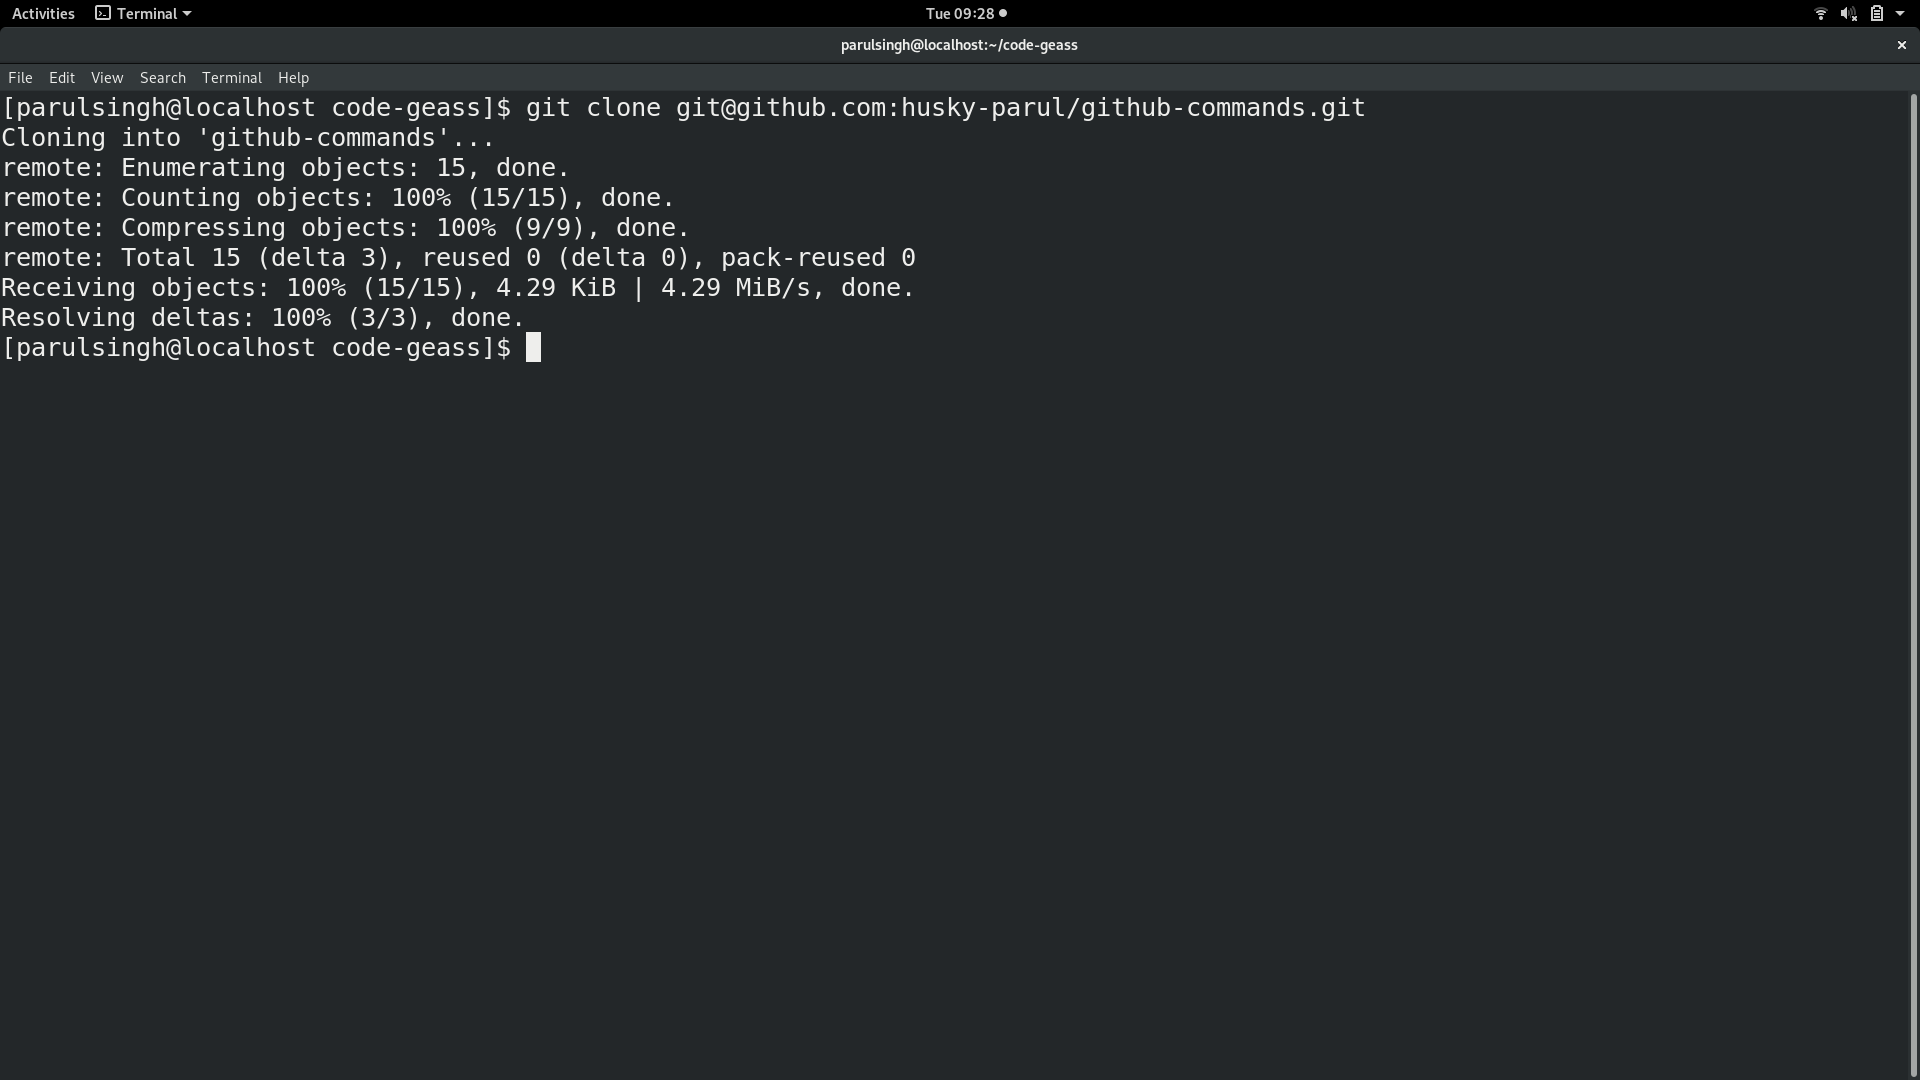 Activities Terminal Tue 09:28
parulsingh@localhost:~/code-geass
File Edit View Search Terminal Help
[parulsingh@localhost code-geass]$ git clone git@github.com:husky-parul/github-commands.git
Cloning into 'github-commands'...
remote: Enumerating objects: 15, done.
remote: Counting objects: 100% (15/15), done.
remote: Compressing objects: 100% (9/9), done.
remote: Total 15 (delta 3), reused 0 (delta 0), pack-reused 0
Receiving objects: 100% (15/15), 4.29 KiB | 4.29 MiB/s, done.
Resolving deltas: 100% (3/3), done.
[parulsingh@localhost code-geass]$